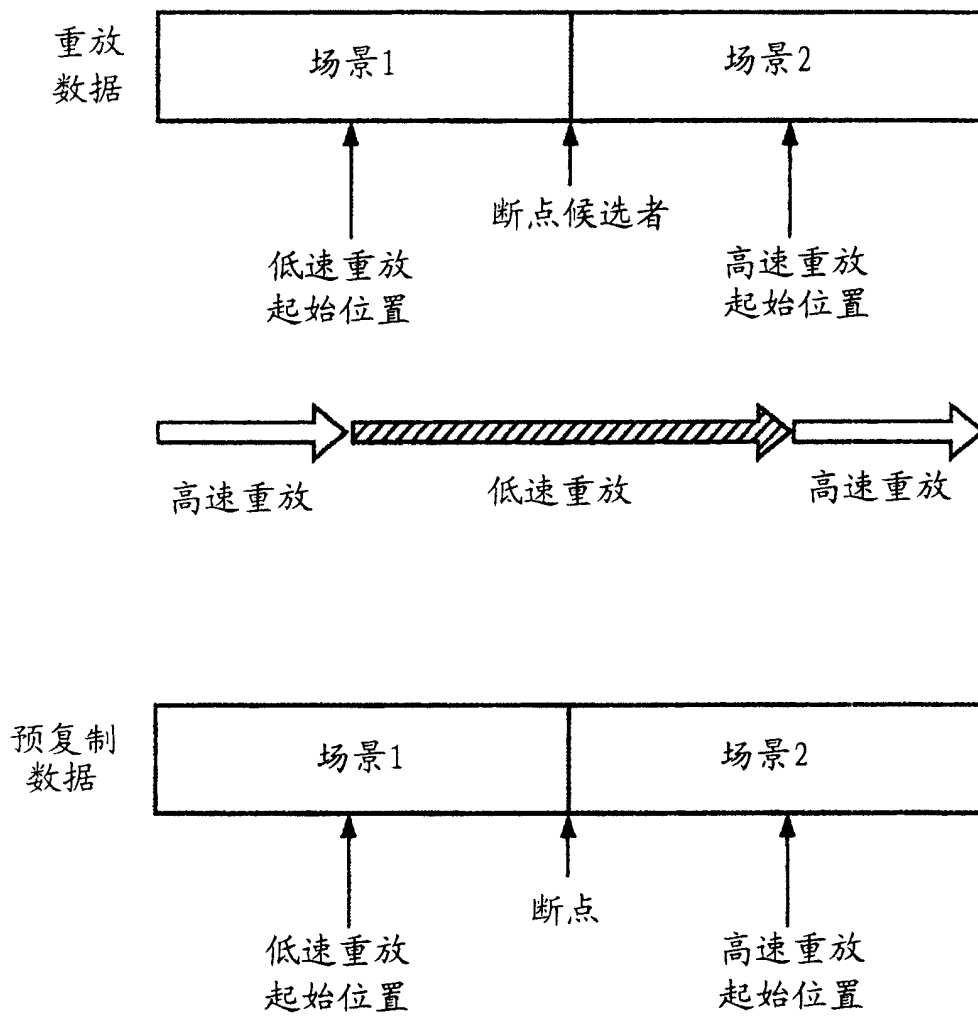 重放
数据
场景1
场景2
断点候选者
低速重放
起始位置
高速重放
起始位置
高速重放
低速重放
高速重放
预复制
数据
场景1
场景2
断点
低速重放
起始位置
高速重放
起始位置